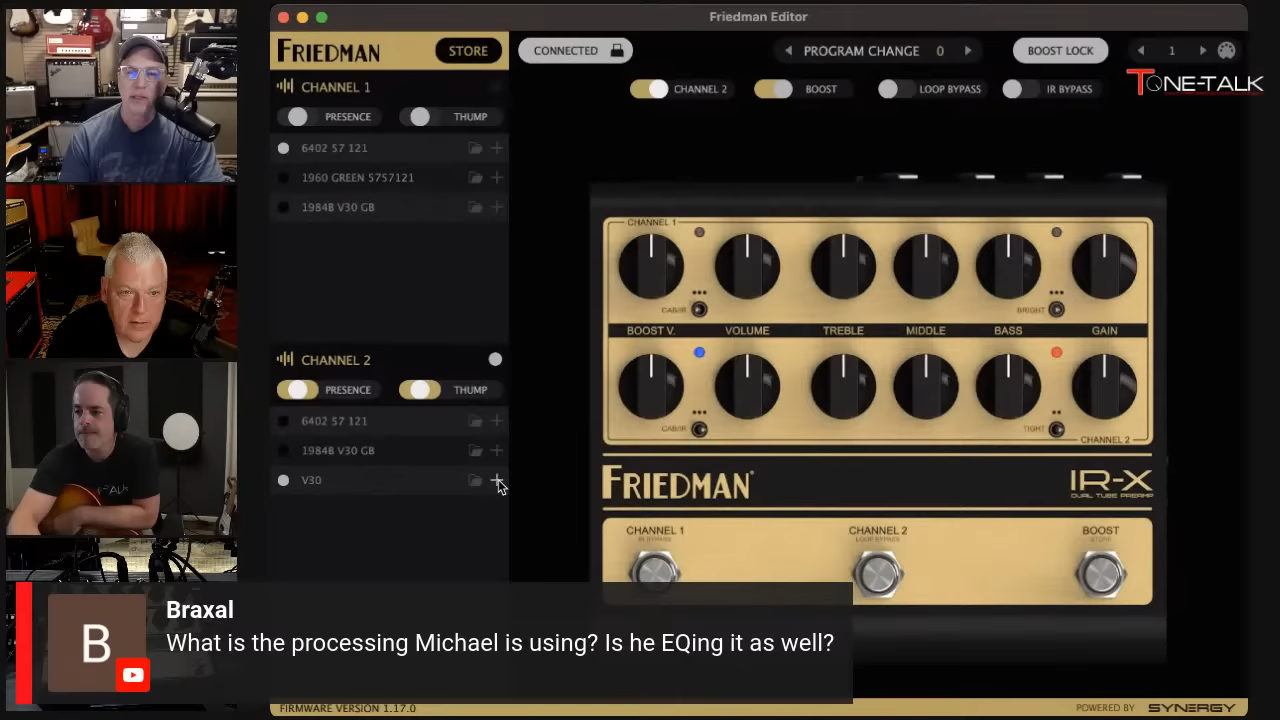 Friedman Editor
FRIEDMAN
STORE
CONNECTED
PROGRAM CHANGE 0
BOOST LOCK
1
TONE-TALK
CHANNEL 2
BOOST
LOOP BYPASS
IR BYPASS
CHANNEL 1
PRESENCE
THUMP
6402 57 121
1960 GREEN 5757121
1984B V30 GB
CHANNEL 2
PRESENCE
THUMP
6402 57 121
1984B V30 GB
V30
CHANNEL 1
CAB/IR
BRIGHT
BOOST V.
VOLUME
TREBLE
MIDDLE
BASS
GAIN
CAB/IR
TIGHT
CHANNEL 2
FRIEDMAN
IR-X
DUAL TUBE PREAMP
CHANNEL 1
IR BYPASS
CHANNEL 2
LOOP BYPASS
BOOST
STORE
B
Braxal
What is the processing Michael is using? Is he EQing it as well?
FIRMWARE VERSION 1.17.0
POWERED BY SYNERGY